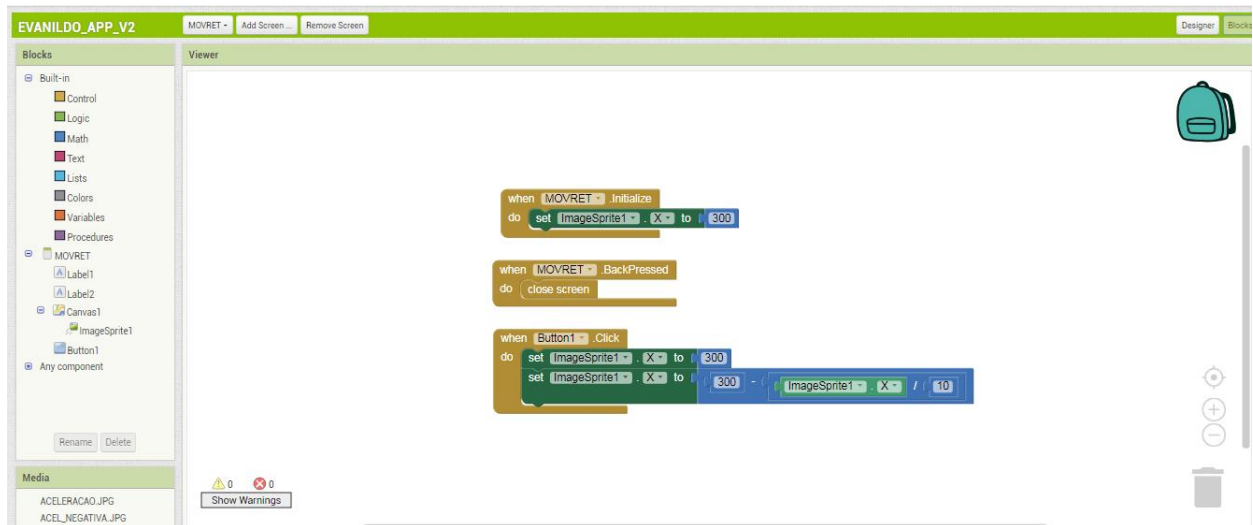 EVANILDO_APP_V2
MOVRET
Add Screen ...
Remove Screen
Designer
Blocks
Blocks
Viewer
Built-in
Control
Logic
Math
Text
Lists
Colors
Variables
Procedures
MOVRET
Label1
Label2
Canvas1
ImageSprite1
Button1
Any component
Rename
Delete
Media
ACELERACAO.JPG
ACEL_NEGATIVA.JPG
when MOVRET .Initialize
do set ImageSprite1 . X to 300
when MOVRET .BackPressed
do close screen
when Button1 .Click
do set ImageSprite1 . X to 300
set ImageSprite1 . X to 300 - ImageSprite1 . X / 10
0 0
Show Warnings